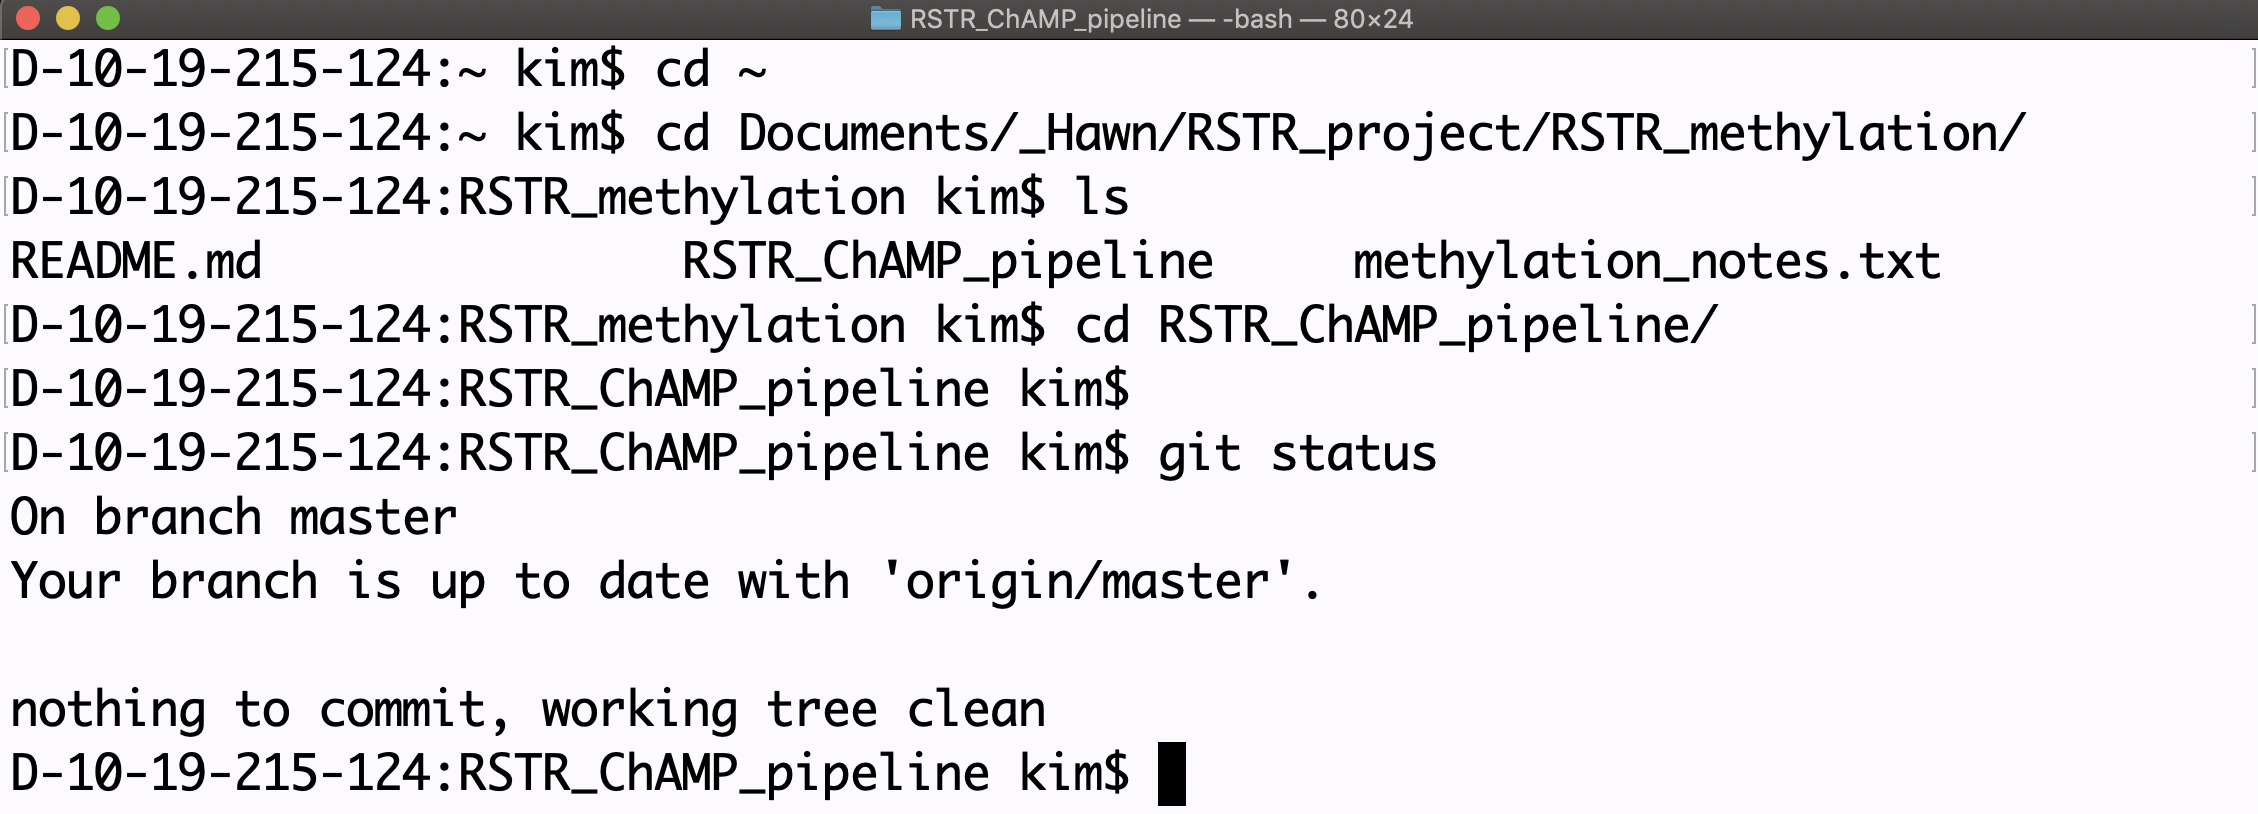 RSTR_ChAMP_pipeline — -bash — 80×24
D-10-19-215-124:~ kim$ cd ~
D-10-19-215-124:~ kim$ cd Documents/_Hawn/RSTR_project/RSTR_methylation/
D-10-19-215-124:RSTR_methylation kim$ ls
README.md RSTR_ChAMP_pipeline methylation_notes.txt
D-10-19-215-124:RSTR_methylation kim$ cd RSTR_ChAMP_pipeline/
D-10-19-215-124:RSTR_ChAMP_pipeline kim$
D-10-19-215-124:RSTR_ChAMP_pipeline kim$ git status
On branch master
Your branch is up to date with 'origin/master'.
nothing to commit, working tree clean
D-10-19-215-124:RSTR_ChAMP_pipeline kim$